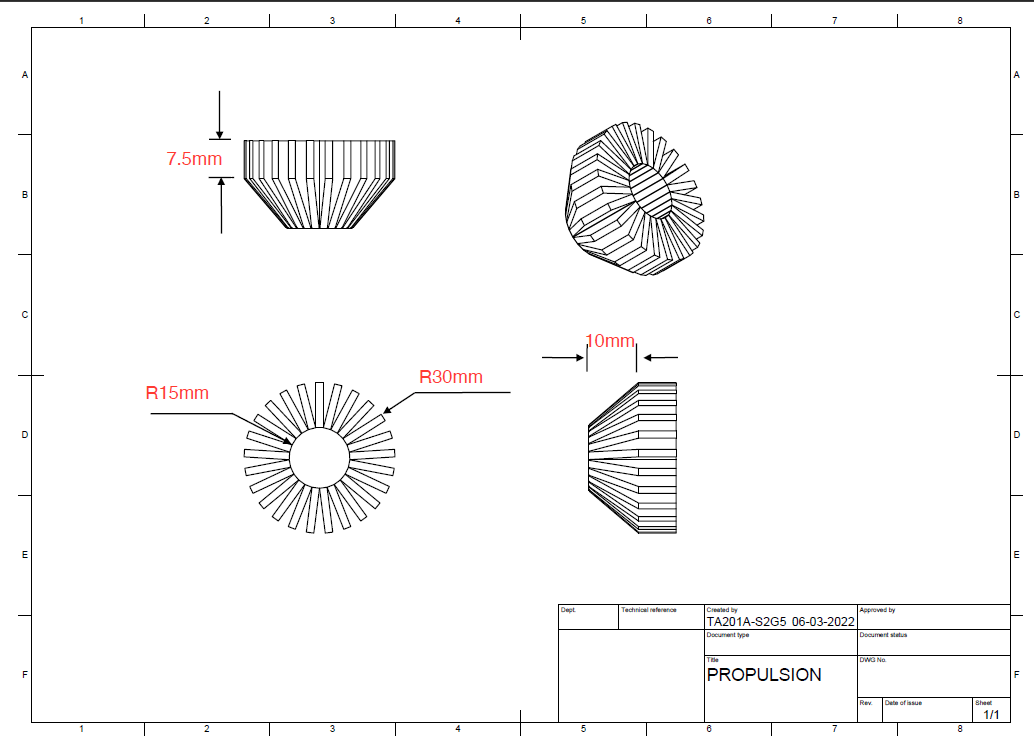 1 2 3 4 5 6 7 8
A A
7.5mm
B B
C C
10mm
R15mm R30mm
D D
E E
Dept. Technical reference Created by Approved by
TA201A-S2G5 06-03-2022
Document type Document status
Title DWG No.
PROPULSION
F F
Rev. Date of issue Sheet
1/1
1 2 3 4 5 6 7 8